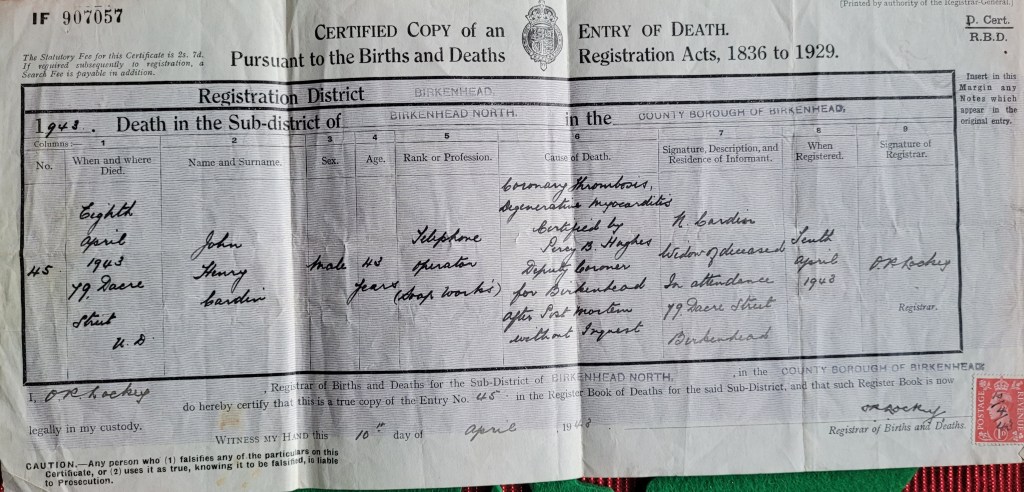 (Printed by authority of the Registrar-General.)
IF 907057
CERTIFIED COPY of an ENTRY OF DEATH.
Pursuant to the Births and Deaths Registration Acts, 1836 to 1929.
D. Cert.
R.B.D.
The Statutory Fee for this Certificate is 2s. 7d.
If required subsequently to registration, a
Search Fee is payable in addition.
Insert in this
Margin any
Notes which
appear in the
original entry.
Registration District BIRKENHEAD.
1943. Death in the Sub-district of BIRKENHEAD NORTH. in the COUNTY BOROUGH OF BIRKENHEAD.
Columns :— 1 2 3 4 5 6 7 8 9
No. When and where Died. Name and Surname. Sex. Age. Rank or Profession. Cause of Death. Signature, Description, and Residence of Informant. When Registered. Signature of Registrar.
45.
Eighth
April
1943
79, Dacre
Street
U. D.
John
Henry
Cardin
Male
43
years
Telephone
Operator
(Soap Works)
Coronary Thrombosis,
Degenerative Myocarditis
Certified by
Percy B. Hughes
Deputy Coroner
for Birkenhead
After Post Mortem
without Inquest
N. Cardin
Widow of deceased
In attendance
79 Dacre Street
Birkenhead
Tenth
April
1943
O.R. Lockey
Registrar.
I, O R Lockey, Registrar of Births and Deaths for the Sub-District of BIRKENHEAD NORTH, in the COUNTY BOROUGH OF BIRKENHEAD
do hereby certify that this is a true copy of the Entry No. 45 in the Register Book of Deaths for the said Sub-District, and that such Register Book is now
legally in my custody.
WITNESS MY HAND this 10th day of April, 1943
OR Lockey
Registrar of Births and Deaths.
CAUTION.—Any person who (1) falsifies any of the particulars on this
Certificate, or (2) uses it as true, knowing it to be falsified, is liable
to Prosecution.
POSTAGE
REVENUE
1D